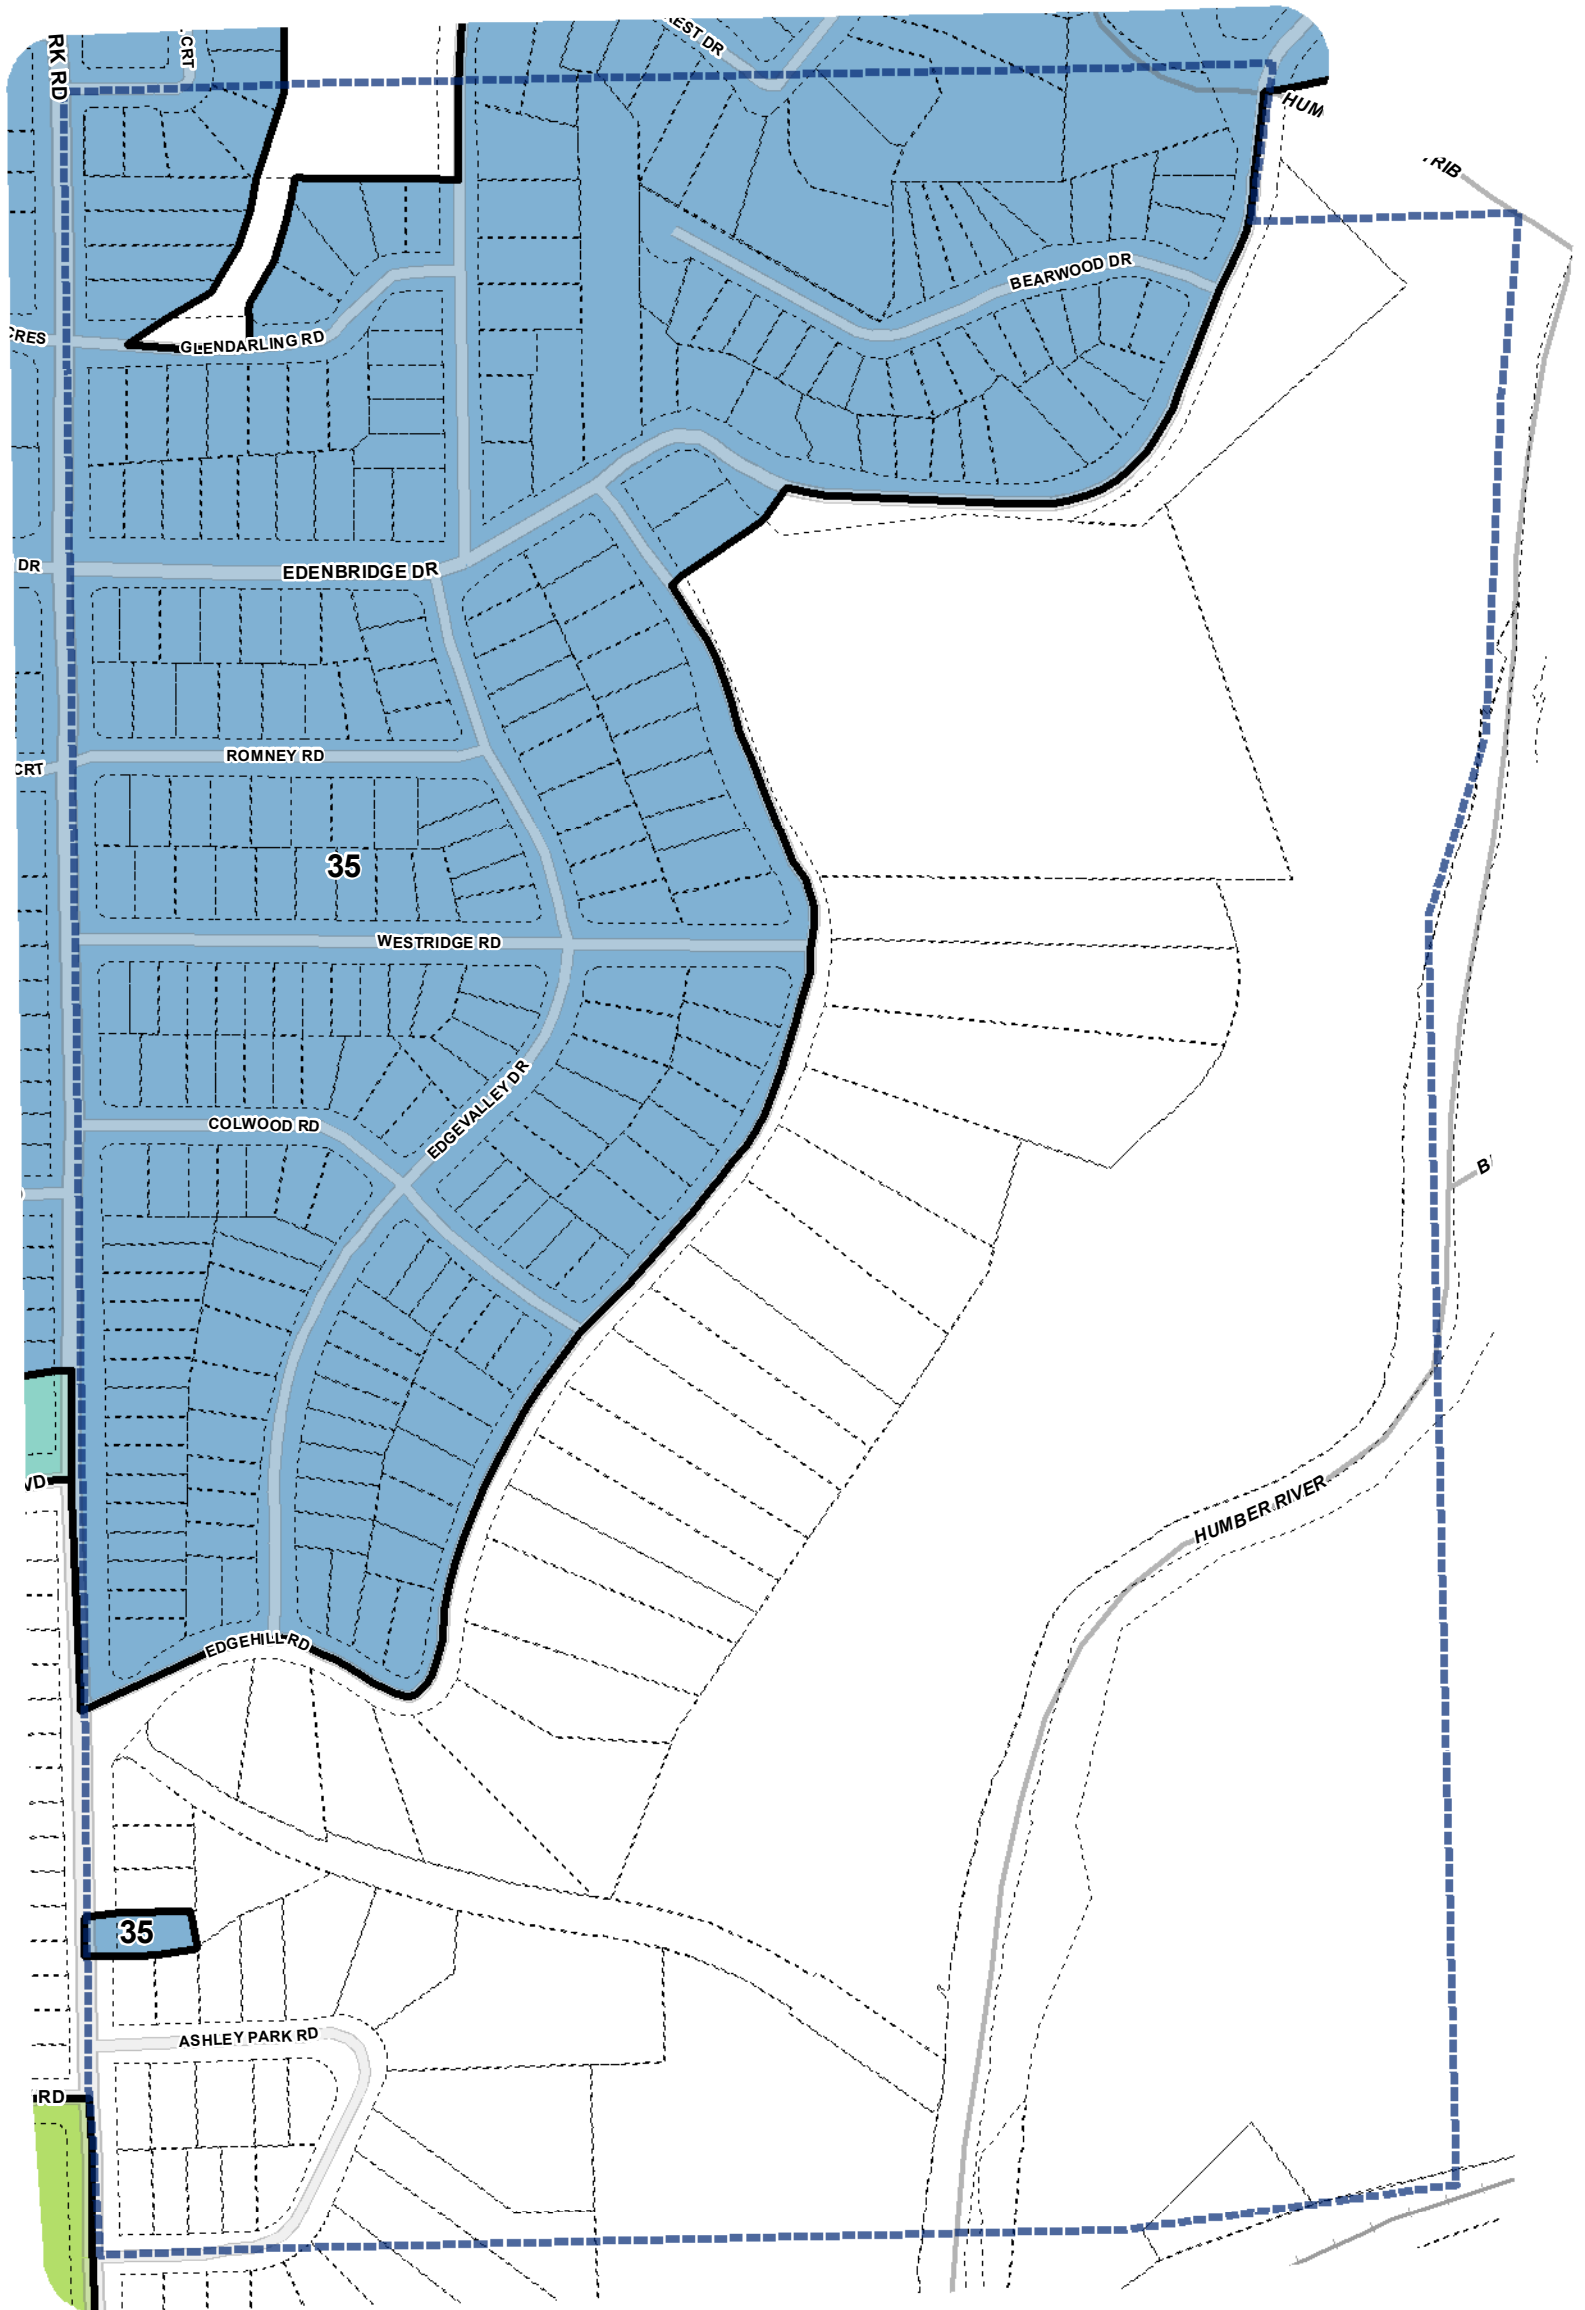 RK RD
. CRT
EST DR
HUM
RIB
BEARWOOD DR
CRES
GLENDARLING RD
DR
EDENBRIDGE DR
ROMNEY RD
CRT
35
WESTRIDGE RD
EDGEVALLEY DR
COLWOOD RD
B
VD
HUMBER RIVER
EDGEHILL RD
35
ASHLEY PARK RD
RD